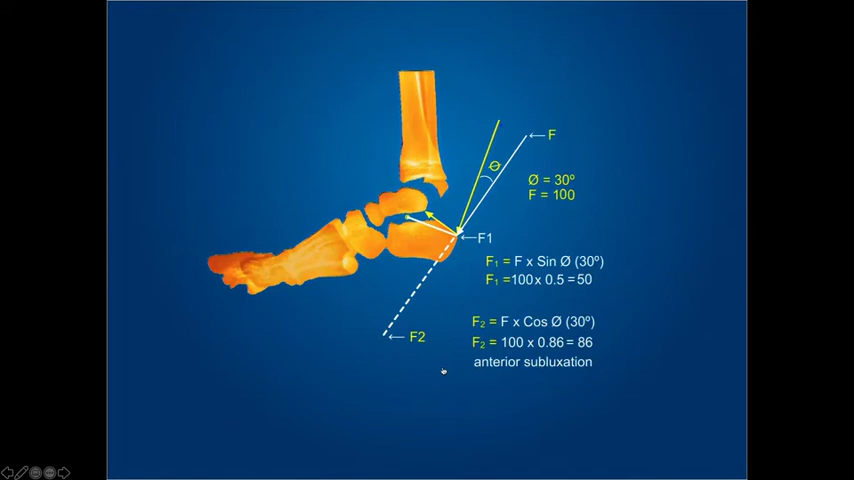 ← F
Ø
Ø = 30º
F = 100
← F1
F₁ = F x Sin Ø (30º)
F₁ = 100 x 0.5 = 50
F₂ = F x Cos Ø (30º)
← F2
F₂ = 100 x 0.86 = 86
anterior subluxation